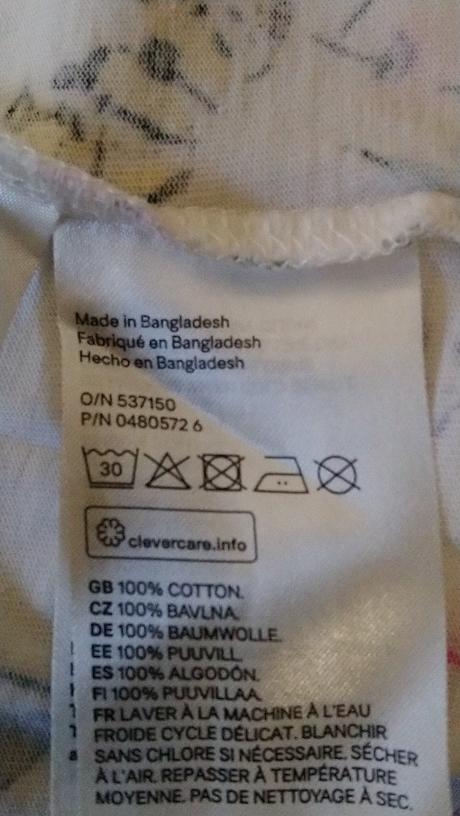 Made in Bangladesh
Fabriqué en Bangladesh
Hecho en Bangladesh
O/N 537150
P/N 0480572 6
30
clevercare.info
GB 100% COTTON.
CZ 100% BAVLNA.
DE 100% BAUMWOLLE.
EE 100% PUUVILL.
ES 100% ALGODÓN.
FI 100% PUUVILLAA.
FR LAVER À LA MACHINE À L'EAU
FROIDE CYCLE DÉLICAT. BLANCHIR
SANS CHLORE SI NÉCESSAIRE. SÉCHER
À L'AIR. REPASSER À TEMPÉRATURE
MOYENNE. PAS DE NETTOYAGE À SEC.